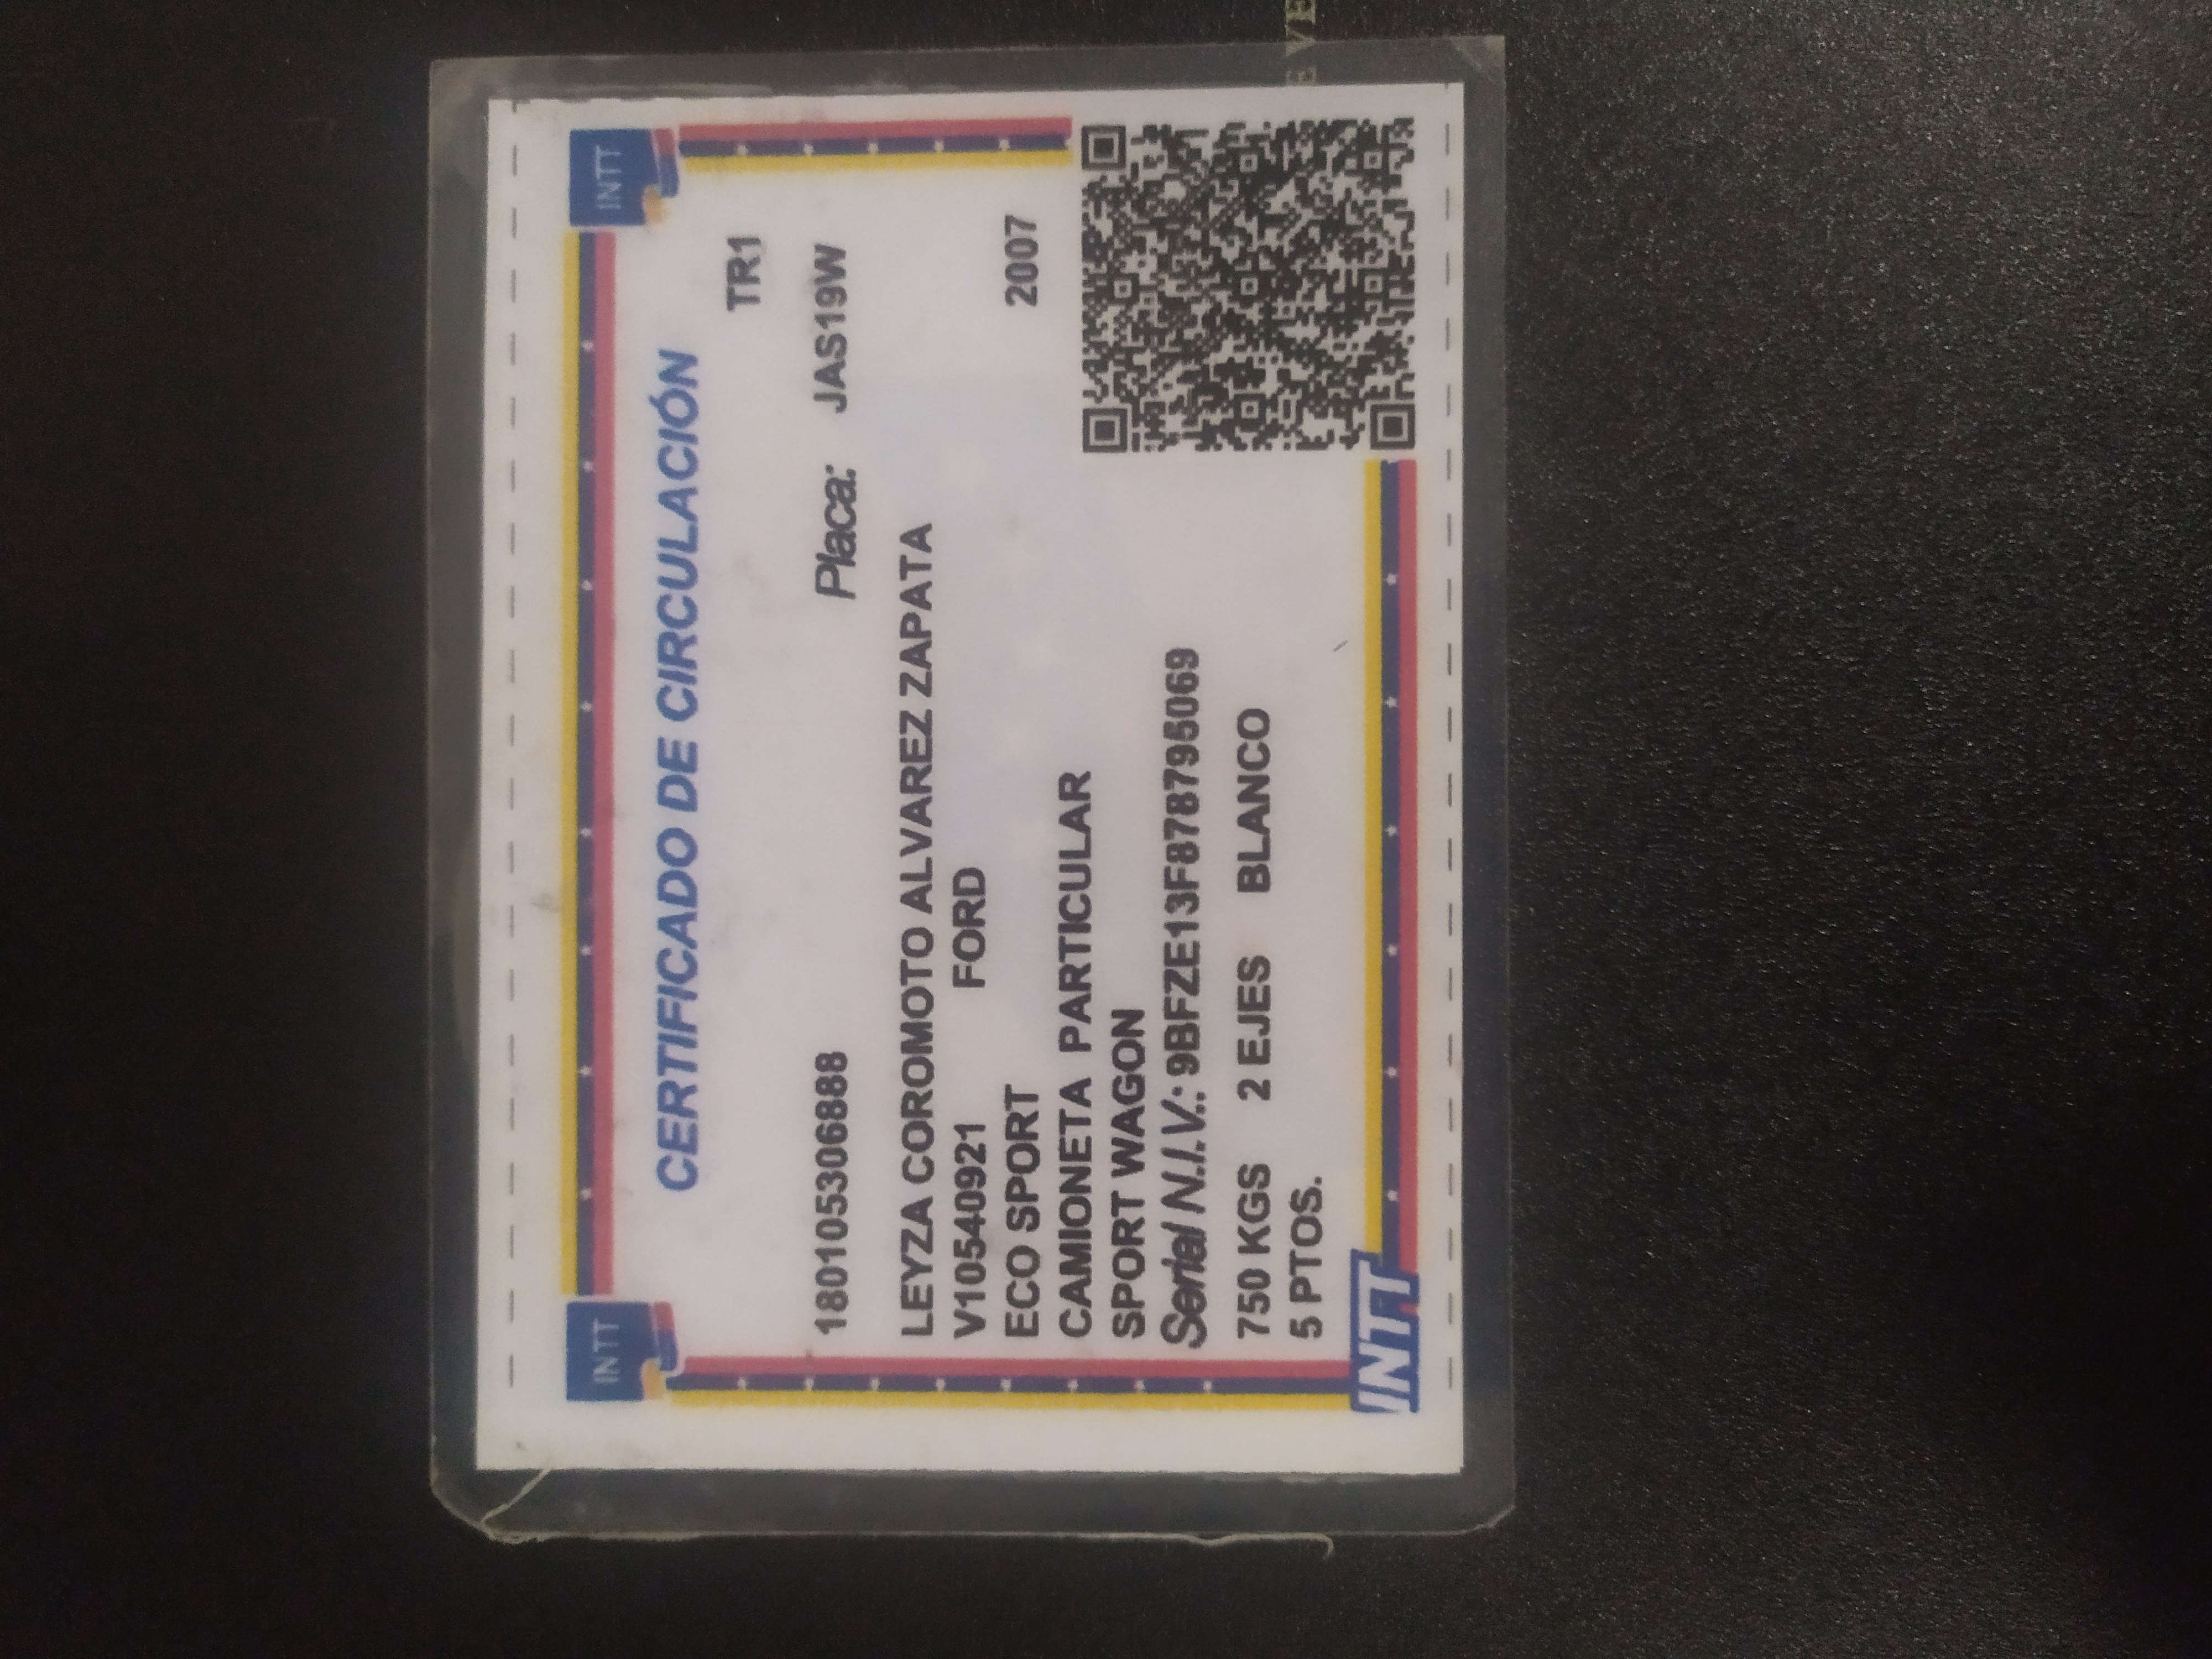 INTT INTT
CERTIFICADO DE CIRCULACIÓN
TR1
180105306888 Placa: JAS19W
LEYZA COROMOTO ALVAREZ ZAPATA
V10540921 FORD
ECO SPORT 2007
CAMIONETA PARTICULAR
SPORT WAGON
Serial N.I.V.: 9BFZE13F878795069
750 KGS 2 EJES BLANCO
5 PTOS.
INTT